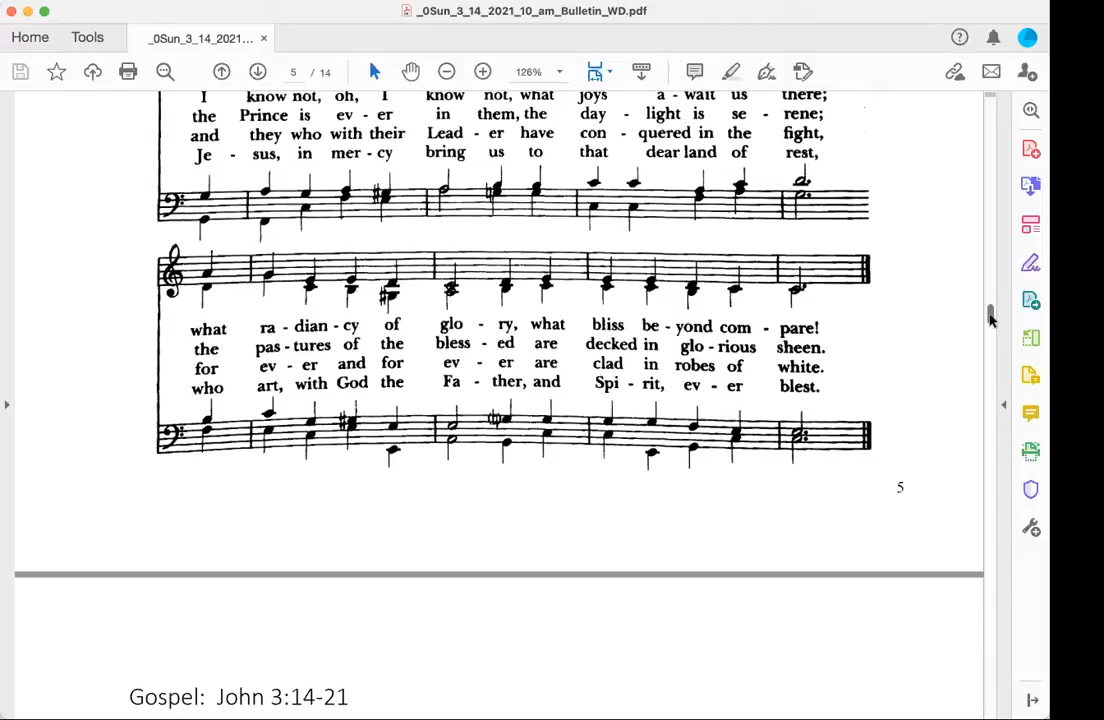 _0Sun_3_14_2021_10_am_Bulletin_WD.pdf
Home Tools _0Sun_3_14_2021... ×
5 / 14 126%
I know not, oh, I know not, what joys a - wait us there;
the Prince is ev - er in them, the day - light is se - rene;
and they who with their Lead - er have con - quered in the fight,
Je - sus, in mer - cy bring us to that dear land of rest,
what ra - dian - cy of glo - ry, what bliss be - yond com - pare!
the pas - tures of the bless - ed are decked in glo - rious sheen.
for ev - er and for ev - er are clad in robes of white.
who art, with God the Fa - ther, and Spi - rit, ev - er blest.
5
Gospel: John 3:14-21